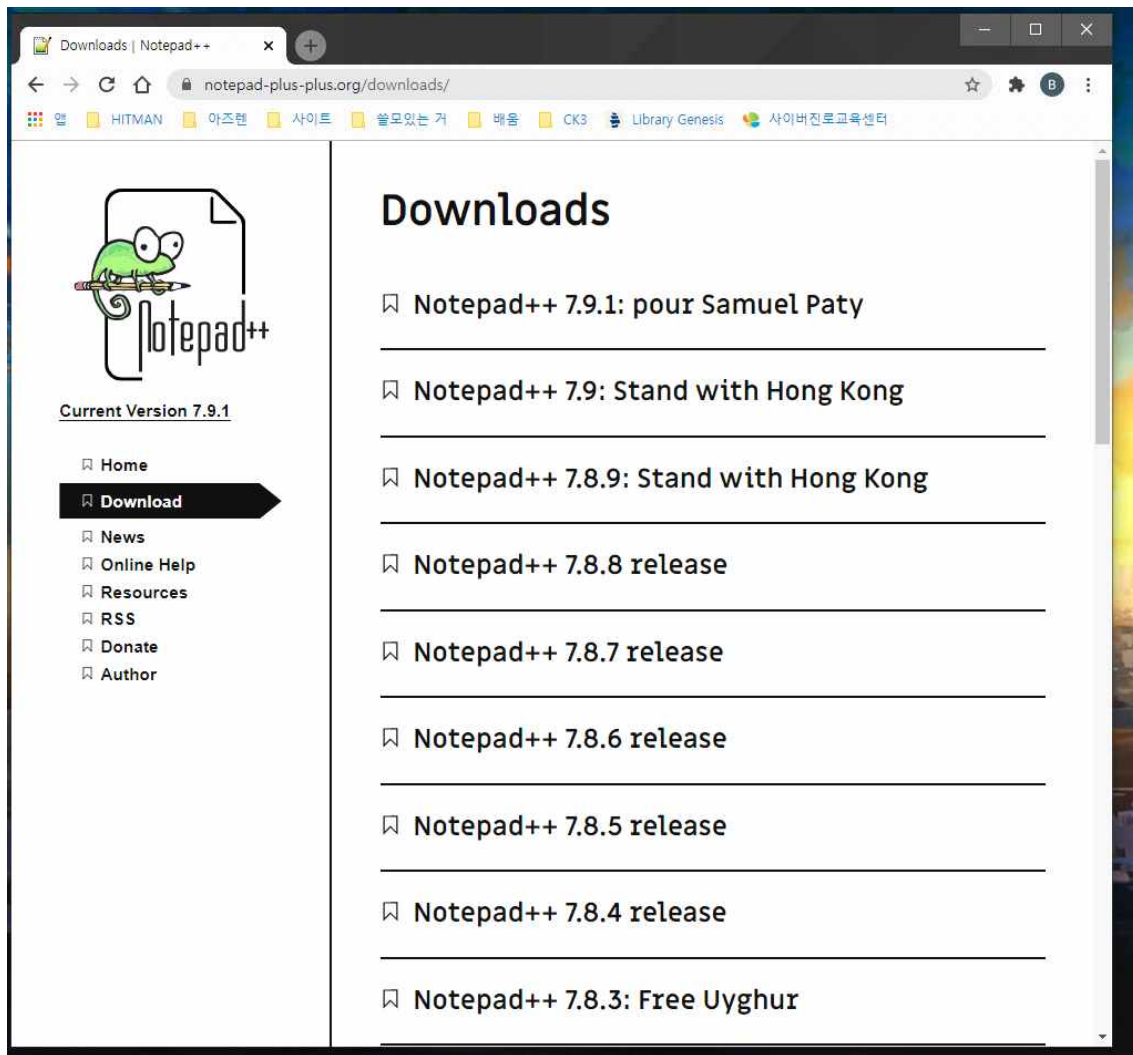 Downloads | Notepad++
notepad-plus-plus.org/downloads/
B
앱 HITMAN 아즈렌 사이트 쓸모있는 거 배움 CK3 Library Genesis 사이버진로교육센터
Notepad++
Current Version 7.9.1
Home
Download
News
Online Help
Resources
RSS
Donate
Author
Downloads
Notepad++ 7.9.1: pour Samuel Paty
Notepad++ 7.9: Stand with Hong Kong
Notepad++ 7.8.9: Stand with Hong Kong
Notepad++ 7.8.8 release
Notepad++ 7.8.7 release
Notepad++ 7.8.6 release
Notepad++ 7.8.5 release
Notepad++ 7.8.4 release
Notepad++ 7.8.3: Free Uyghur